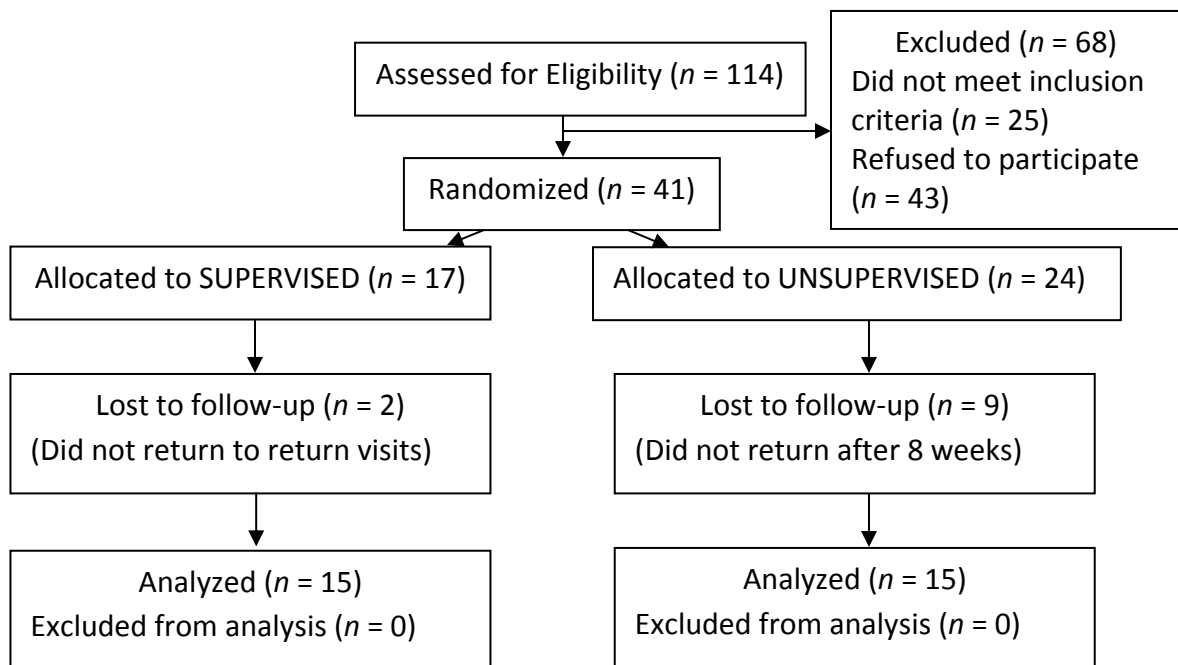 Assessed for Eligibility (n = 114)
Excluded (n = 68)
Did not meet inclusion
criteria (n = 25)
Refused to participate
(n = 43)
Randomized (n = 41)
Allocated to SUPERVISED (n = 17)
Allocated to UNSUPERVISED (n = 24)
Lost to follow-up (n = 2)
(Did not return to return visits)
Lost to follow-up (n = 9)
(Did not return after 8 weeks)
Analyzed (n = 15)
Excluded from analysis (n = 0)
Analyzed (n = 15)
Excluded from analysis (n = 0)